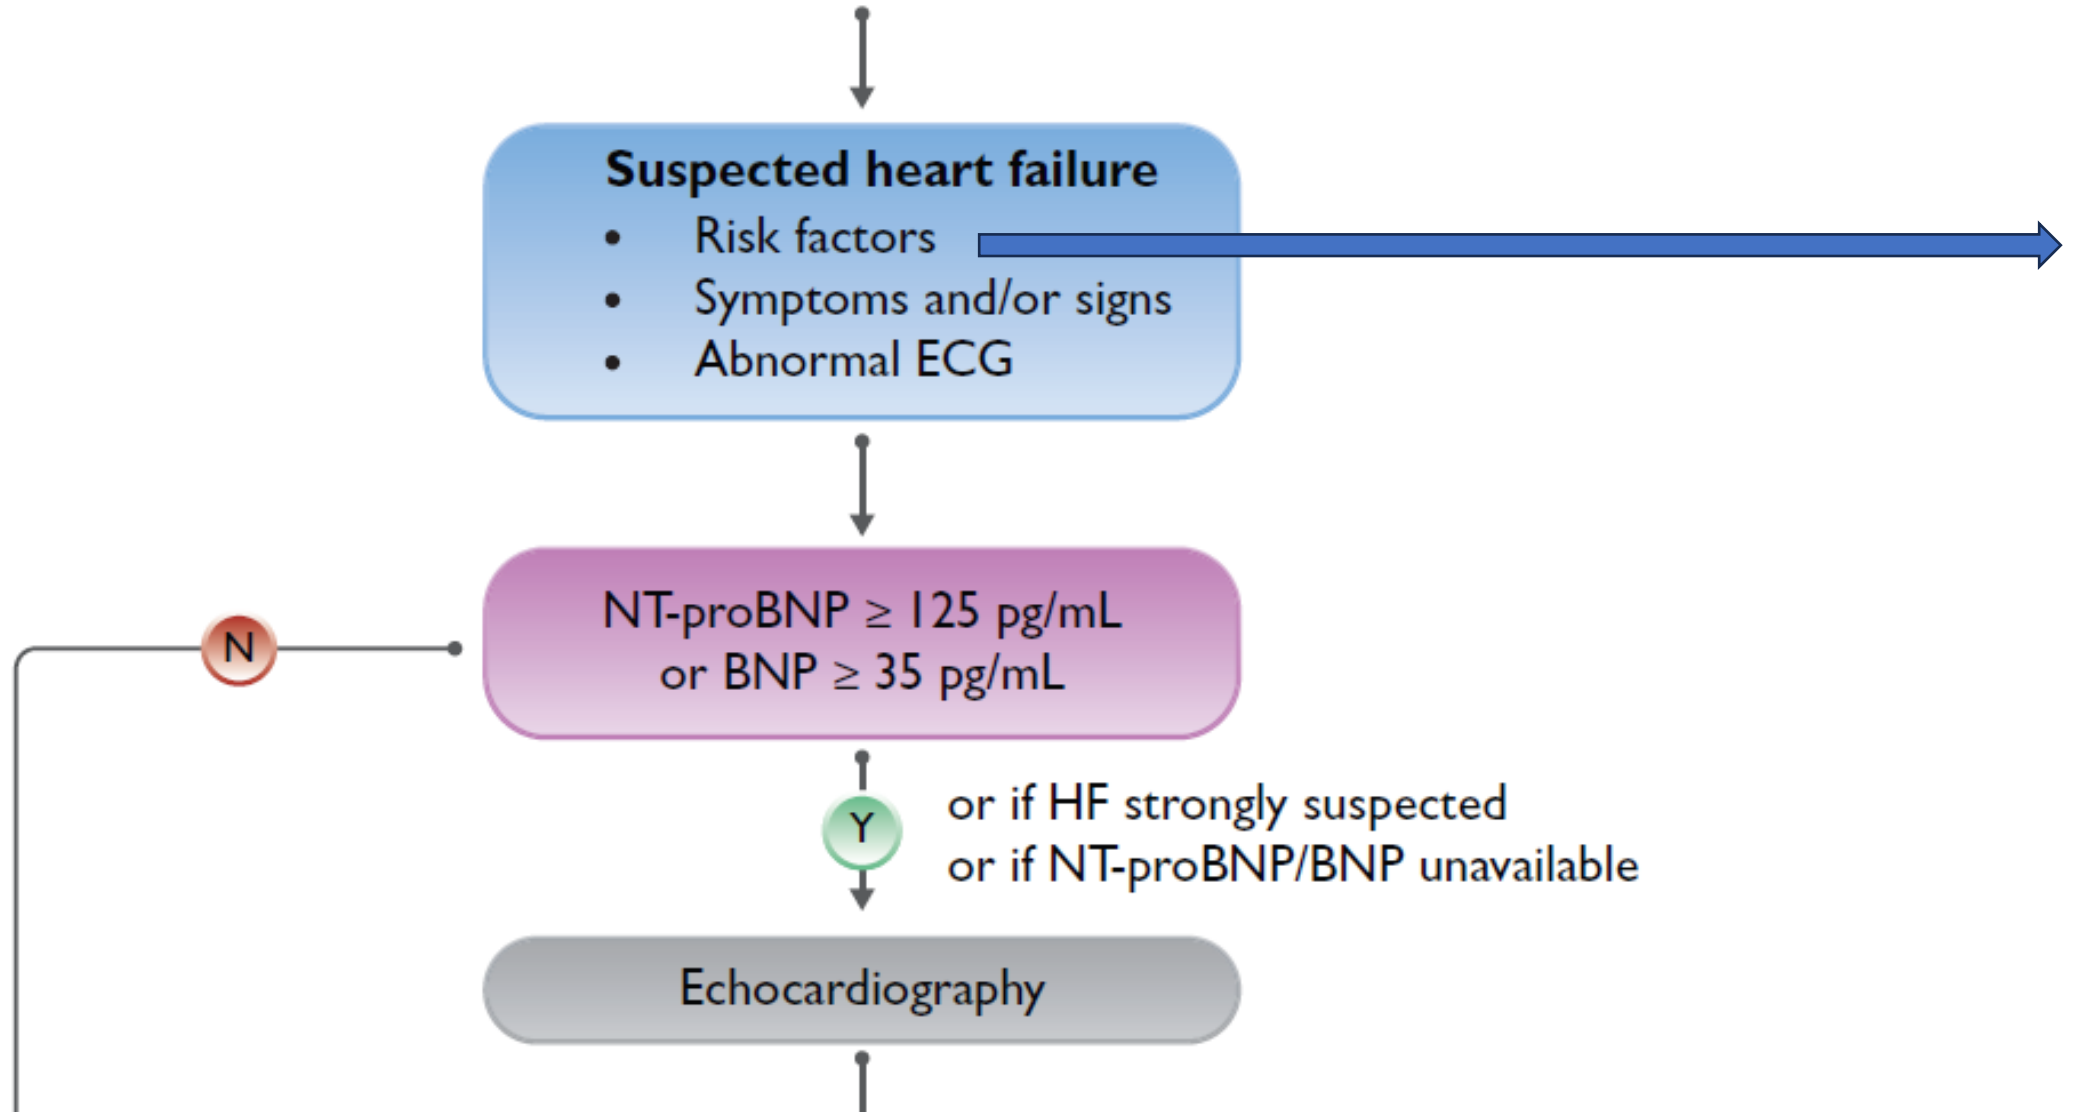 Suspected heart failure
• Risk factors
• Symptoms and/or signs
• Abnormal ECG
NT-proBNP ≥ 125 pg/mL
or BNP ≥ 35 pg/mL
N
Y
or if HF strongly suspected
or if NT-proBNP/BNP unavailable
Echocardiography